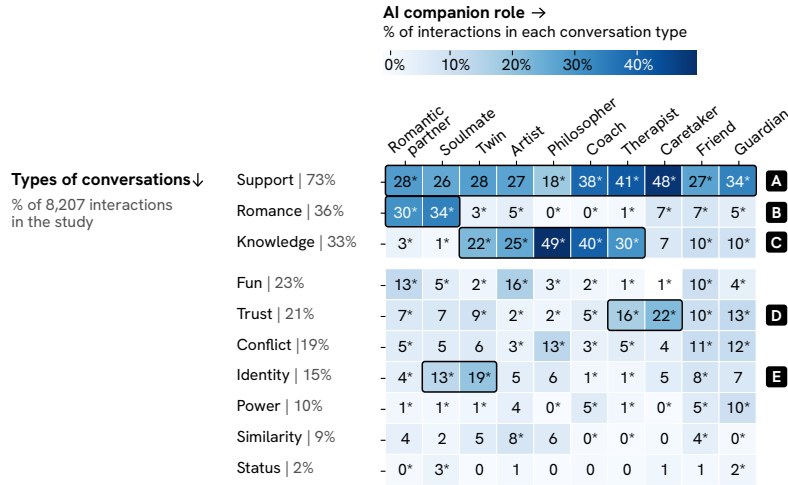 AI companion role →
% of interactions in each conversation type
0% 10% 20% 30% 40%
Romantic partner Soulmate Twin Artist Philosopher Coach Therapist Caretaker Friend Guardian
Types of conversations↓
% of 8,207 interactions
in the study
Support | 73% 28* 26 28 27 18* 38* 41* 48* 27* 34* A
Romance | 36% 30* 34* 3* 5* 0* 0* 1* 7* 7* 5* B
Knowledge | 33% 3* 1* 22* 25* 49* 40* 30* 7 10* 10* C
Fun | 23% 13* 5* 2* 16* 3* 2* 1* 1* 10* 4*
Trust | 21% 7* 7 9* 2* 2* 5* 16* 22* 10* 13* D
Conflict |19% 5* 5 6 3* 13* 3* 5* 4 11* 12*
Identity | 15% 4* 13* 19* 5 6 1* 1* 5 8* 7 E
Power | 10% 1* 1* 1* 4 0* 5* 1* 0* 5* 10*
Similarity | 9% 4 2 5 8* 6 0* 0* 0 4* 0*
Status | 2% 0* 3* 0 1 0 0 0 1 1 2*